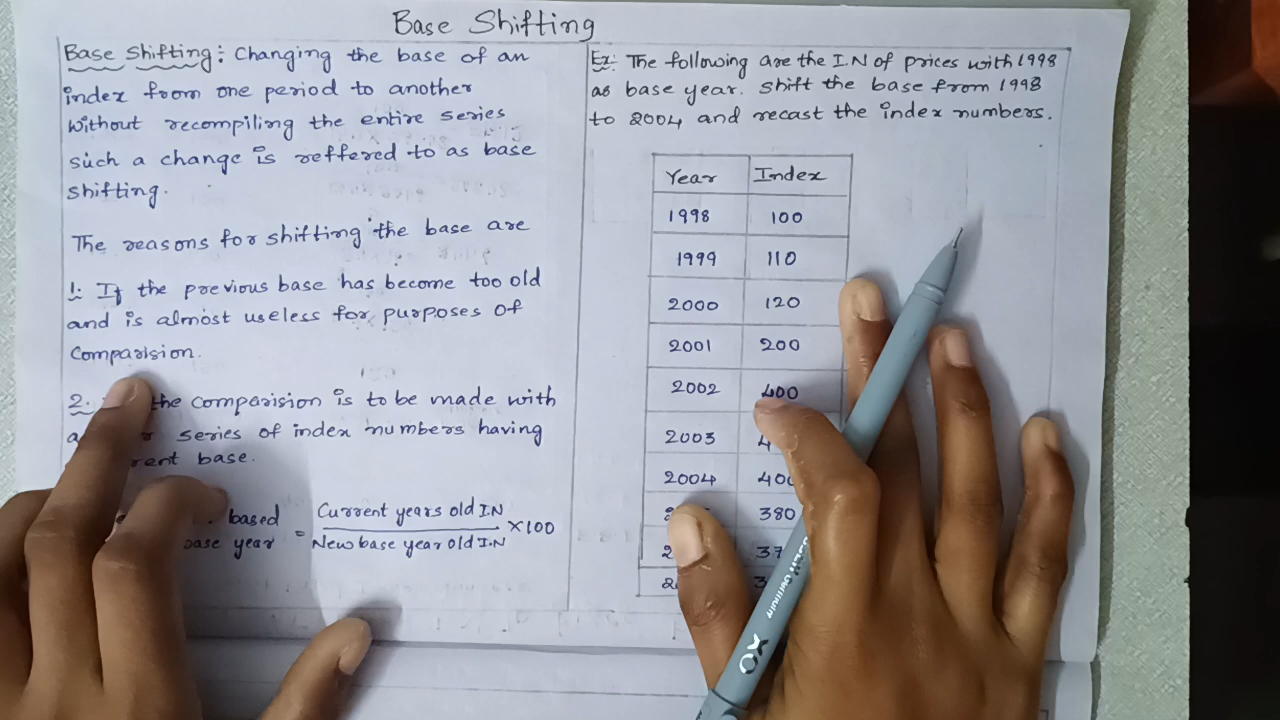 Base Shifting
Base Shifting: Changing the base of an
index from one period to another
without recompiling the entire series
such a change is reffered to as base
shifting.
The reasons for shifting the base are
1. If the previous base has become too old
and is almost useless for purposes of
Comparision.
2. the comparision is to be made with
series of index numbers having
base.
based
base year = Current years old I.N / New base year old I.N × 100
Ex: The following are the I.N of prices with 1998
as base year. Shift the base from 1998
to 2004 and recast the index numbers.
Year Index
1998 100
1999 110
2000 120
2001 200
2002 400
2003
2004 400
380
XO